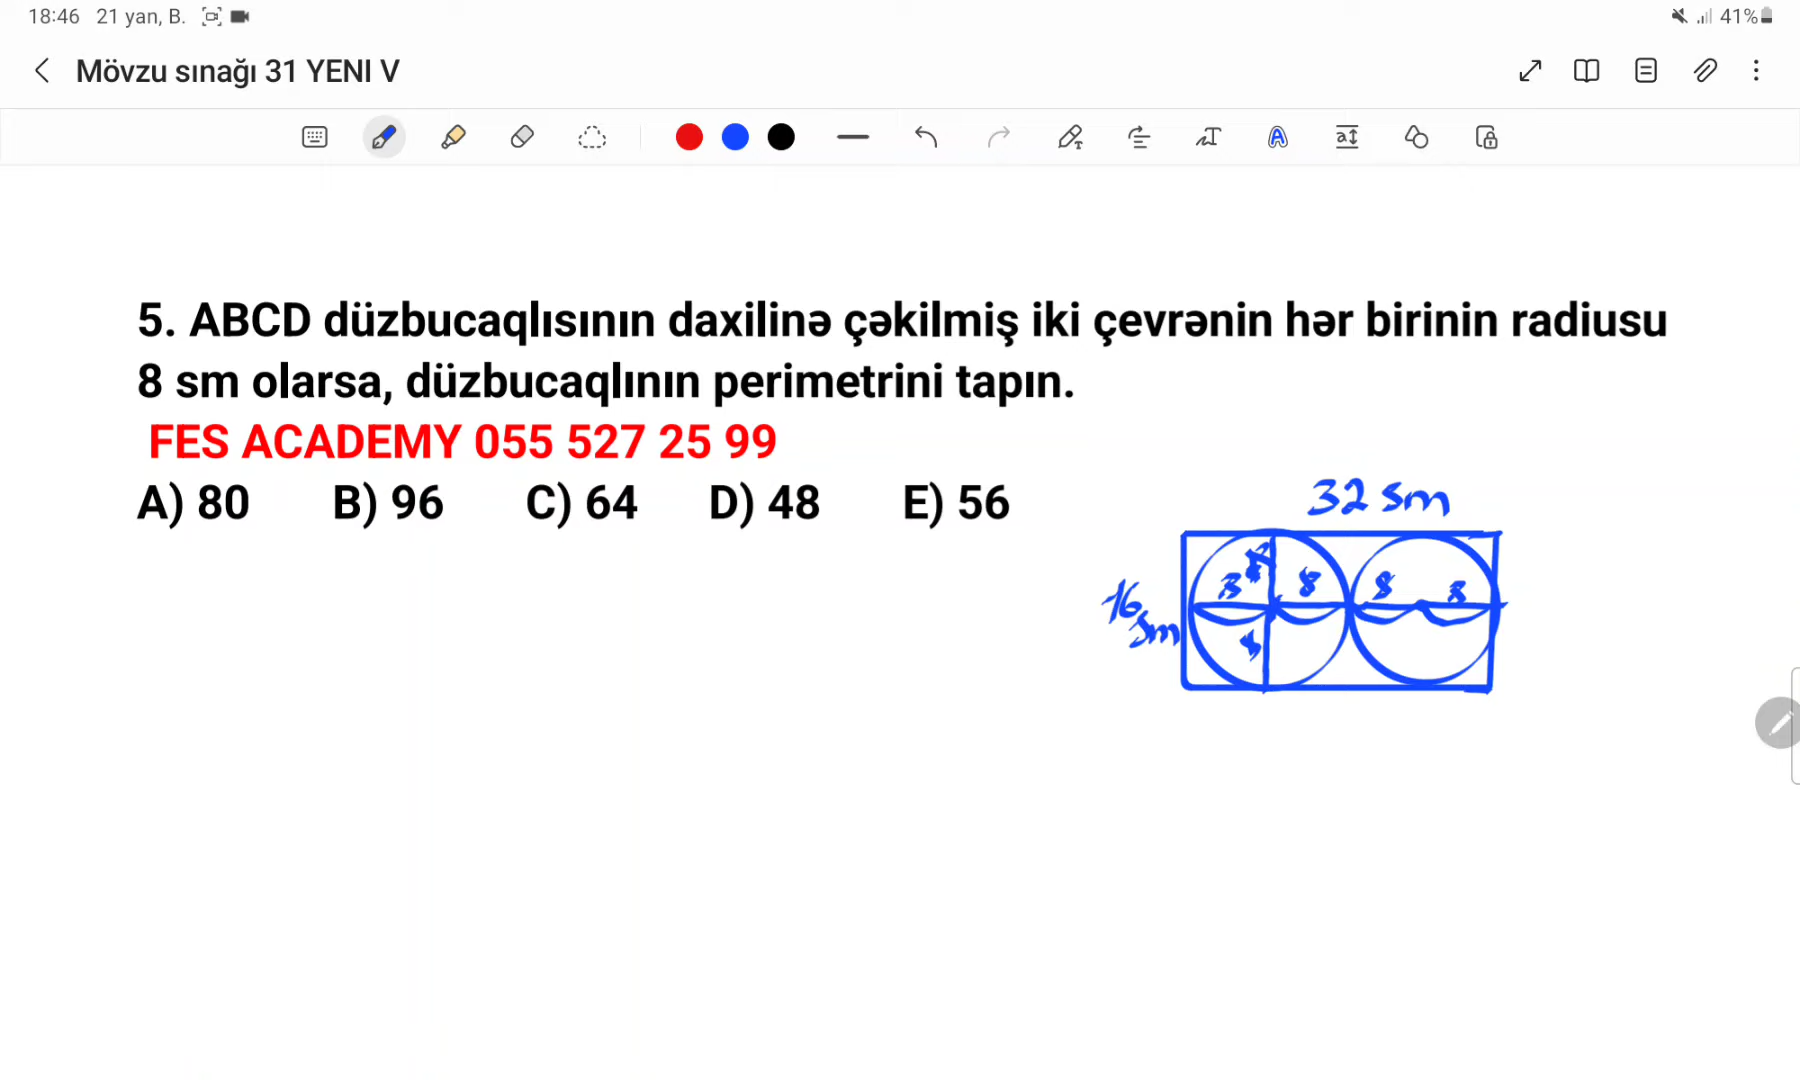 18:46 21 yan, B. 41%
Mövzu sınağı 31 YENI V
5. ABCD düzbucaqlısının daxilinə çəkilmiş iki çevrənin hər birinin radiusu
8 sm olarsa, düzbucaqlının perimetrini tapın.
FES ACADEMY 055 527 25 99
A) 80 B) 96 C) 64 D) 48 E) 56
32 sm
16 sm
8 8 8 8
8